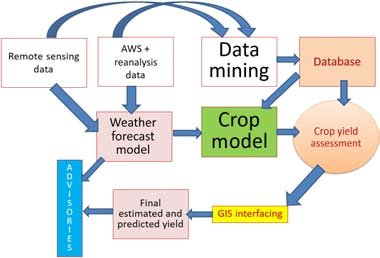 Remote sensing
data
AWS +
reanalysis
data
Data
mining
Database
Weather
forecast
model
Crop
model
Crop yield
assessment
ADVISORIES
Final
estimated and
predicted yield
GIS interfacing